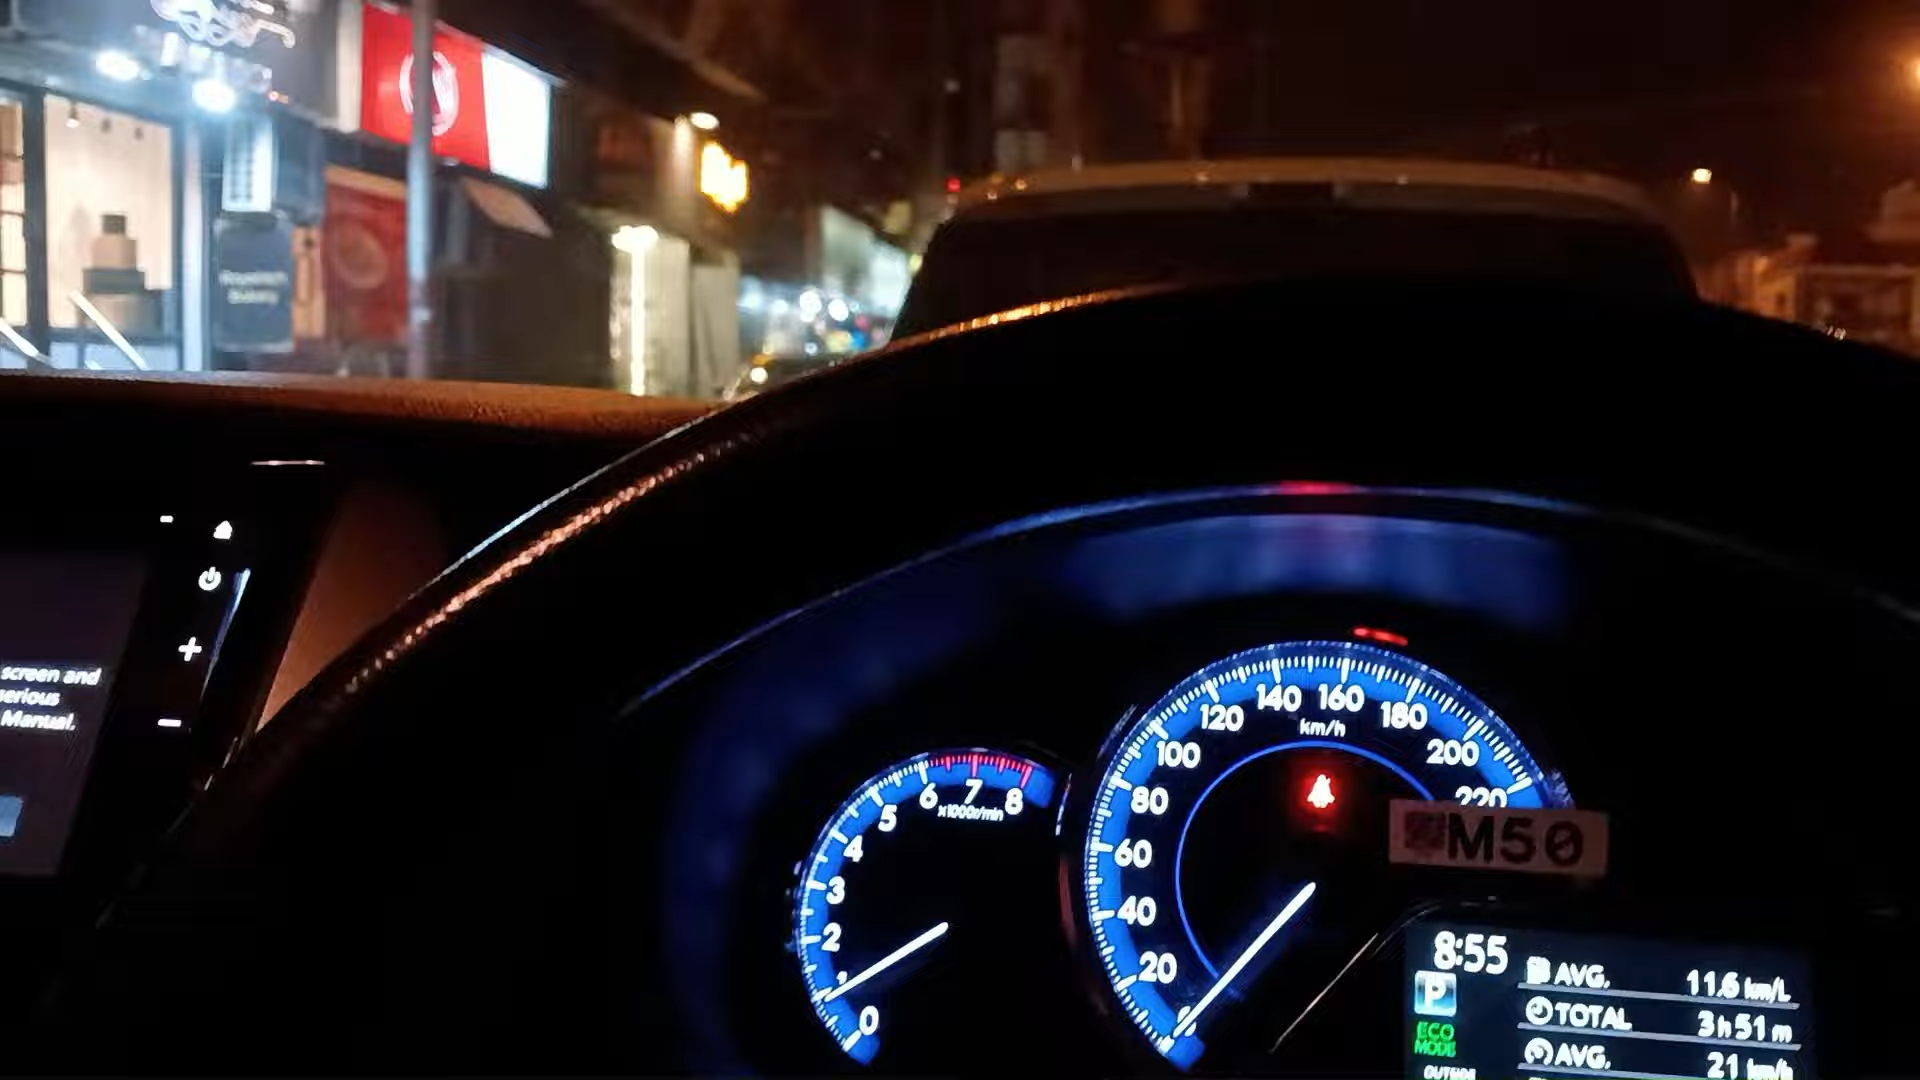 screen and
serious
Manual.
0
1
2
3
4
5
6
7
8
x1000r/min
0
20
40
60
80
100
120
140
160
180
200
220
km/h
M50
8:55
P
ECO
MODE
OUTSIDE
AVG. 11.6 km/L
TOTAL 3h51m
AVG. 21 km/h